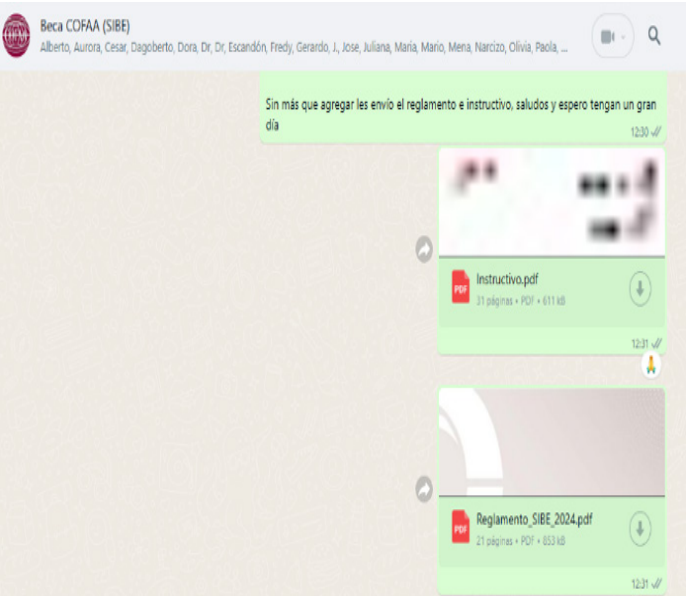 Beca COFAA (SIBE)
Alberto, Aurora, Cesar, Dagoberto, Dora, Dr, Dr, Escandón, Fredy, Gerardo, J., Jose, Juliana, Maria, Mario, Mena, Narcizo, Olivia, Paola, ...
Sin más que agregar les envío el reglamento e instructivo, saludos y espero tengan un gran
día
12:30
PDF
Instructivo.pdf
31 páginas • PDF • 611 kB
12:31
PDF
Reglamento_SIBE_2024.pdf
21 páginas • PDF • 853 kB
12:31